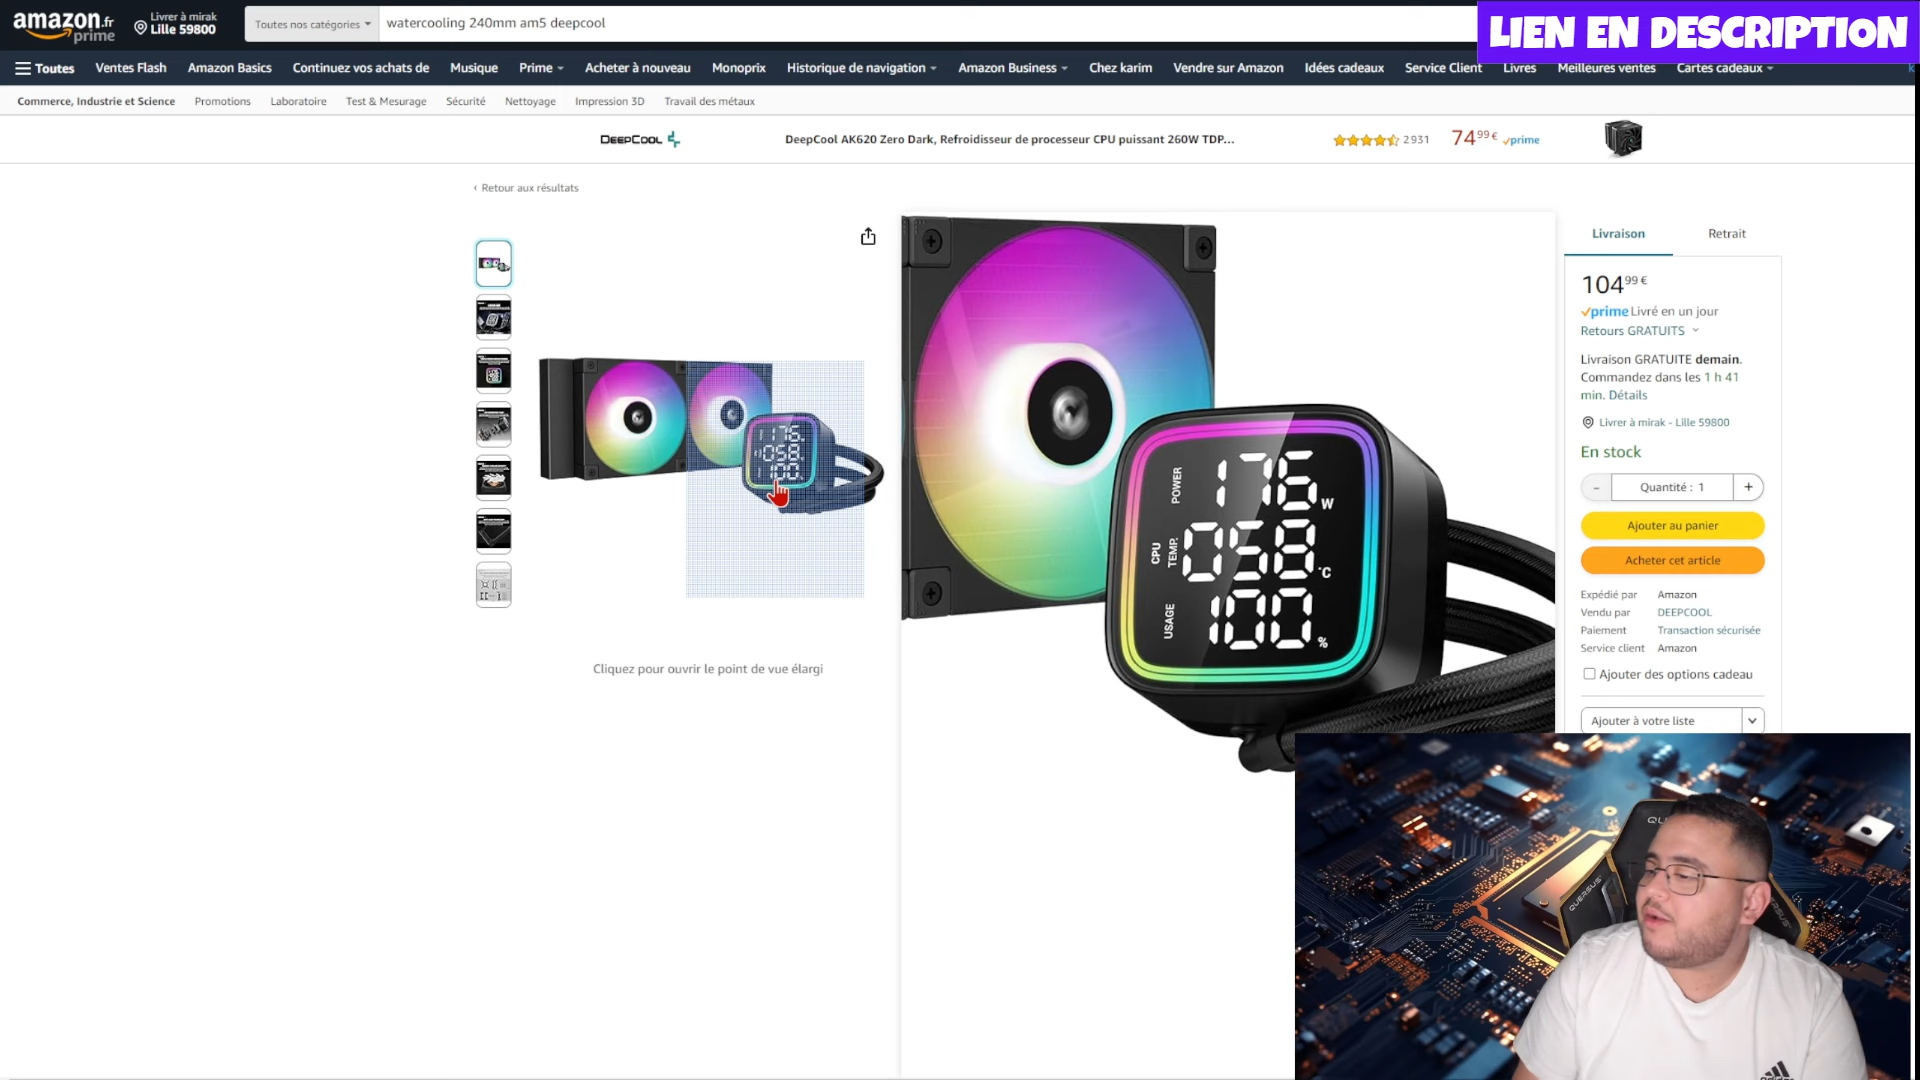 amazon.fr
prime
Livrer à mirak
Lille 59800
Toutes nos catégories
watercooling 240mm am5 deepcool
LIEN EN DESCRIPTION
Toutes
Ventes Flash
Amazon Basics
Continuez vos achats de
Musique
Prime
Acheter à nouveau
Monoprix
Historique de navigation
Amazon Business
Chez karim
Vendre sur Amazon
Idées cadeaux
Service Client
Livres
Meilleures ventes
Cartes cadeaux
Commerce, Industrie et Science
Promotions
Laboratoire
Test & Mesurage
Sécurité
Nettoyage
Impression 3D
Travail des métaux
DEEPCOOL
DeepCool AK620 Zero Dark, Refroidisseur de processeur CPU puissant 260W TDP...
2 931
74,99 €
prime
‹ Retour aux résultats
Cliquez pour ouvrir le point de vue élargi
POWER
176 W
CPU TEMP.
058 °C
USAGE
100 %
Livraison
Retrait
104,99 €
prime Livré en un jour
Retours GRATUITS
Livraison GRATUITE demain.
Commandez dans les 1 h 41
min. Détails
Livrer à mirak - Lille 59800
En stock
- Quantité : 1 +
Ajouter au panier
Acheter cet article
Expédié par Amazon
Vendu par DEEPCOOL
Paiement Transaction sécurisée
Service client Amazon
Ajouter des options cadeau
Ajouter à votre liste
QUERSUS
adidas